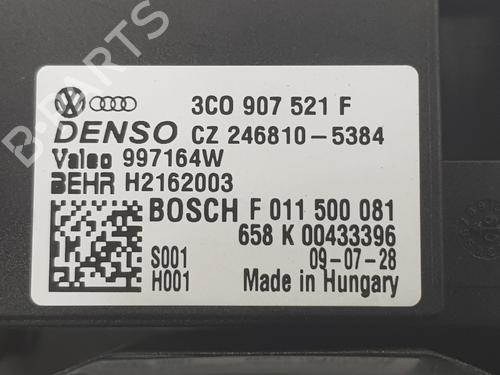 B-PARTS
3C0 907 521 F
DENSO CZ 246810-5384
Valeo 997164W
BEHR H2162003
BOSCH F 011 500 081
658 K 00433396
S001 09-07-28
H001 Made in Hungary